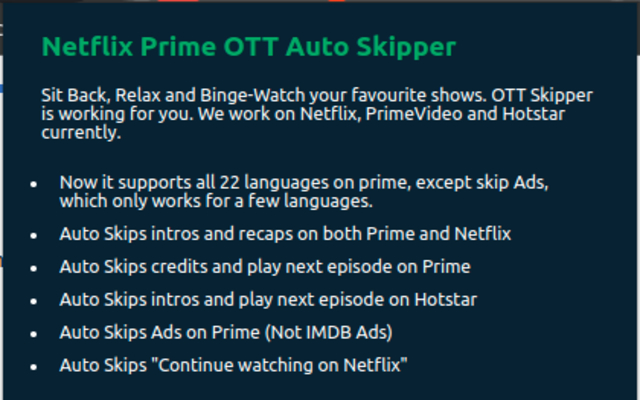 Netflix Prime OTT Auto Skipper
Sit Back, Relax and Binge-Watch your favourite shows. OTT Skipper
is working for you. We work on Netflix, PrimeVideo and Hotstar
currently.
• Now it supports all 22 languages on prime, except skip Ads,
which only works for a few languages.
• Auto Skips intros and recaps on both Prime and Netflix
• Auto Skips credits and play next episode on Prime
• Auto Skips intros and play next episode on Hotstar
• Auto Skips Ads on Prime (Not IMDB Ads)
• Auto Skips "Continue watching on Netflix"